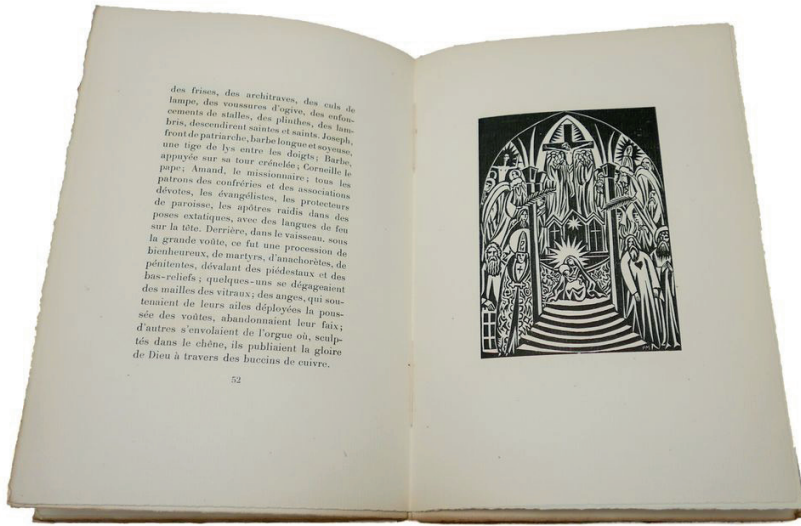 des frises, des architraves, des culs de
lampe, des voussures d'ogive, des enfon-
cements de stalles, des plinthes, des lam-
bris, descendirent saintes et saints. Joseph,
front de patriarche, barbe longue et soyeuse,
une tige de lys entre les doigts; Barbe,
appuyée sur sa tour crénelée; Corneille le
pape; Amand, le missionnaire; tous les
patrons des confréries et des associations
dévotes, les évangélistes, les protecteurs
de paroisse, les apôtres raidis dans des
poses extatiques, avec des langues de feu
sur la tête. Derrière, dans le vaisseau, sous
la grande voûte, ce fut une procession de
bienheureux, de martyrs, d'anachorètes, de
pénitentes, dévalant des piédestaux et des
bas-reliefs; quelques-uns se dégageaient
des mailles des vitraux; des anges, qui sou-
tenaient de leurs ailes déployées la pous-
sée des voûtes, abandonnaient leur faix;
d'autres s'envolaient de l'orgue où, sculp-
tés dans le chêne, ils publiaient la gloire
de Dieu à travers des buccins de cuivre.
52